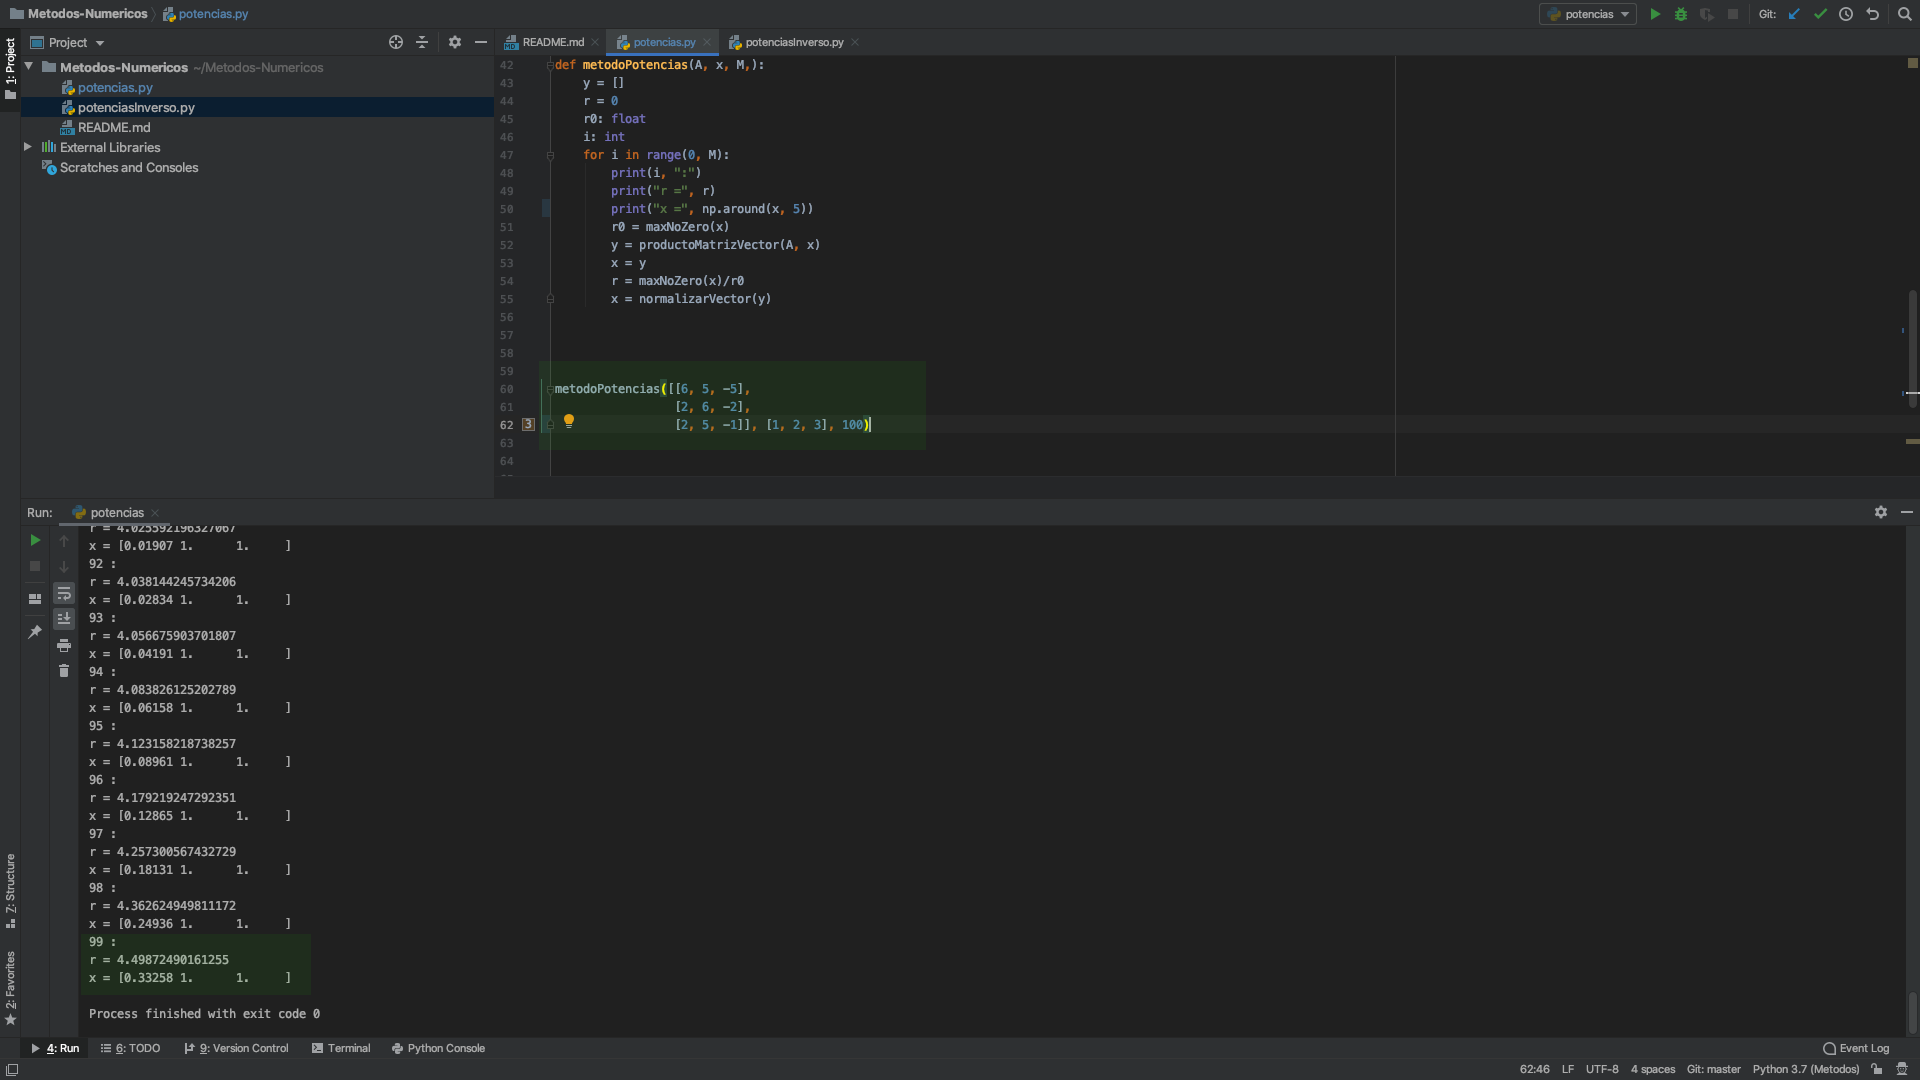 Metodos-Numericos potencias.py
potencias
Git:
1: Project
Project
Metodos-Numericos ~/Metodos-Numericos
potencias.py
potenciasInverso.py
README.md
External Libraries
Scratches and Consoles
README.md potencias.py potenciasInverso.py
42 def metodoPotencias(A, x, M,):
43 y = []
44 r = 0
45 r0: float
46 i: int
47 for i in range(0, M):
48 print(i, ":")
49 print("r =", r)
50 print("x =", np.around(x, 5))
51 r0 = maxNoZero(x)
52 y = productoMatrizVector(A, x)
53 x = y
54 r = maxNoZero(x)/r0
55 x = normalizarVector(y)
56
57
58
59
60 metodoPotencias([[6, 5, -5],
61 [2, 6, -2],
62 3 [2, 5, -1]], [1, 2, 3], 100)
63
64
Run: potencias
r = 4.025592196327067
x = [0.01907 1. 1. ]
92 :
r = 4.038144245734206
x = [0.02834 1. 1. ]
93 :
r = 4.056675903701807
x = [0.04191 1. 1. ]
94 :
r = 4.083826125202789
x = [0.06158 1. 1. ]
95 :
r = 4.123158218738257
x = [0.08961 1. 1. ]
96 :
r = 4.179219247292351
x = [0.12865 1. 1. ]
97 :
r = 4.257300567432729
x = [0.18131 1. 1. ]
98 :
r = 4.362624949811172
x = [0.24936 1. 1. ]
99 :
r = 4.49872490161255
x = [0.33258 1. 1. ]
Process finished with exit code 0
7: Structure
2: Favorites
4: Run 6: TODO 9: Version Control Terminal Python Console
Event Log
62:46 LF UTF-8 4 spaces Git: master Python 3.7 (Metodos)